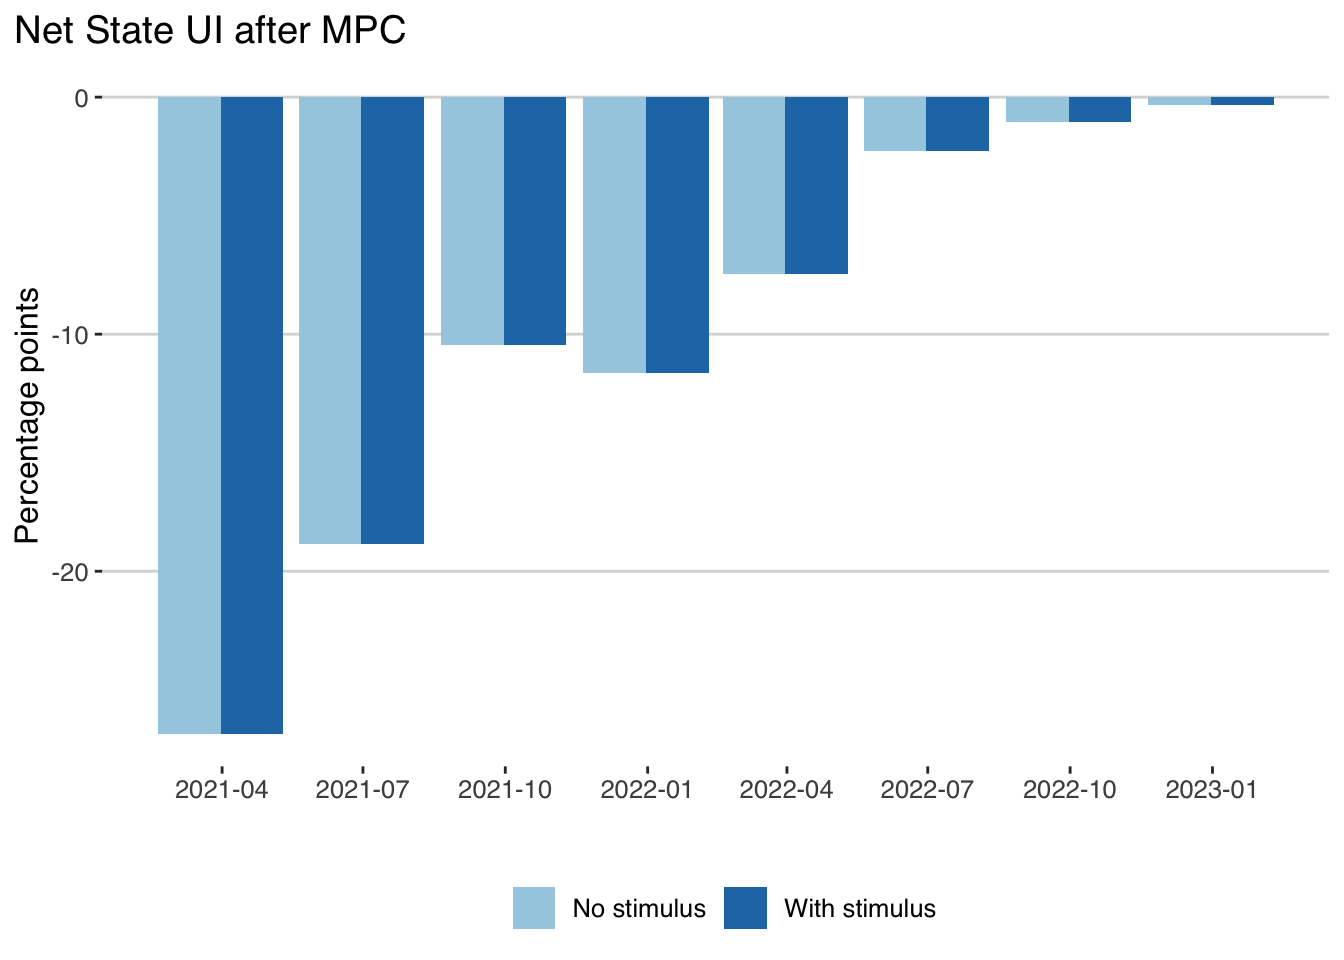 Net State UI after MPC
Percentage points
0
-10
-20
2021-04 2021-07 2021-10 2022-01 2022-04 2022-07 2022-10 2023-01
No stimulus With stimulus